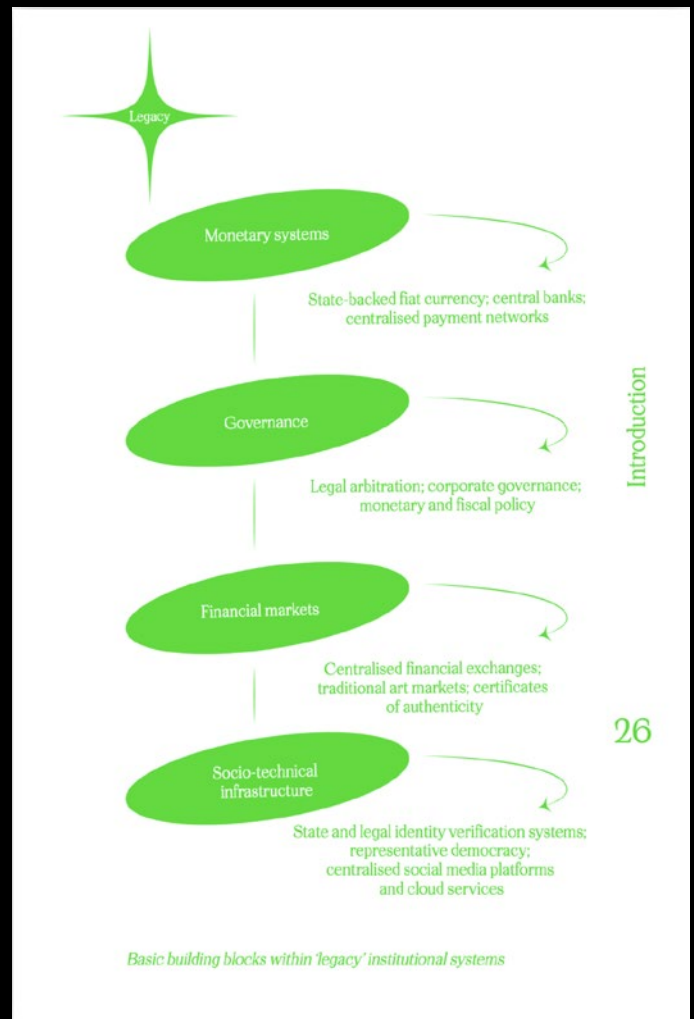 Legacy
Monetary systems
State-backed fiat currency; central banks;
centralised payment networks
Governance
Legal arbitration; corporate governance;
monetary and fiscal policy
Financial markets
Centralised financial exchanges;
traditional art markets; certificates
of authenticity
Socio-technical
infrastructure
State and legal identity verification systems;
representative democracy;
centralised social media platforms
and cloud services
Basic building blocks within ‘legacy’ institutional systems
Introduction
26